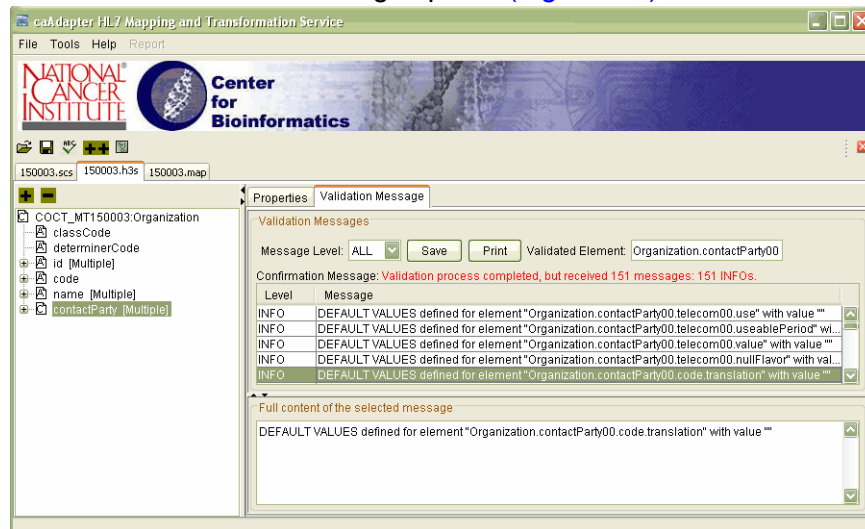 caAdapter HL7 Mapping and Transformation Service
File Tools Help Report
NATIONAL
CANCER
INSTITUTE
Center
for
Bioinformatics
150003.scs 150003.h3s 150003.map
COCT_MT150003:Organization
classCode
determinerCode
id [Multiple]
code
name [Multiple]
contactParty [Multiple]
Properties Validation Message
Validation Messages
Message Level: ALL Save Print Validated Element: Organization.contactParty00
Confirmation Message: Validation process completed, but received 151 messages: 151 INFOs.
Level Message
INFO DEFAULT VALUES defined for element "Organization.contactParty00.telecom00.use" with value ""
INFO DEFAULT VALUES defined for element "Organization.contactParty00.telecom00.useablePeriod" wi...
INFO DEFAULT VALUES defined for element "Organization.contactParty00.telecom00.value" with value ""
INFO DEFAULT VALUES defined for element "Organization.contactParty00.telecom00.nullFlavor" with val...
INFO DEFAULT VALUES defined for element "Organization.contactParty00.code.translation" with value ""
Full content of the selected message
DEFAULT VALUES defined for element "Organization.contactParty00.code.translation" with value ""